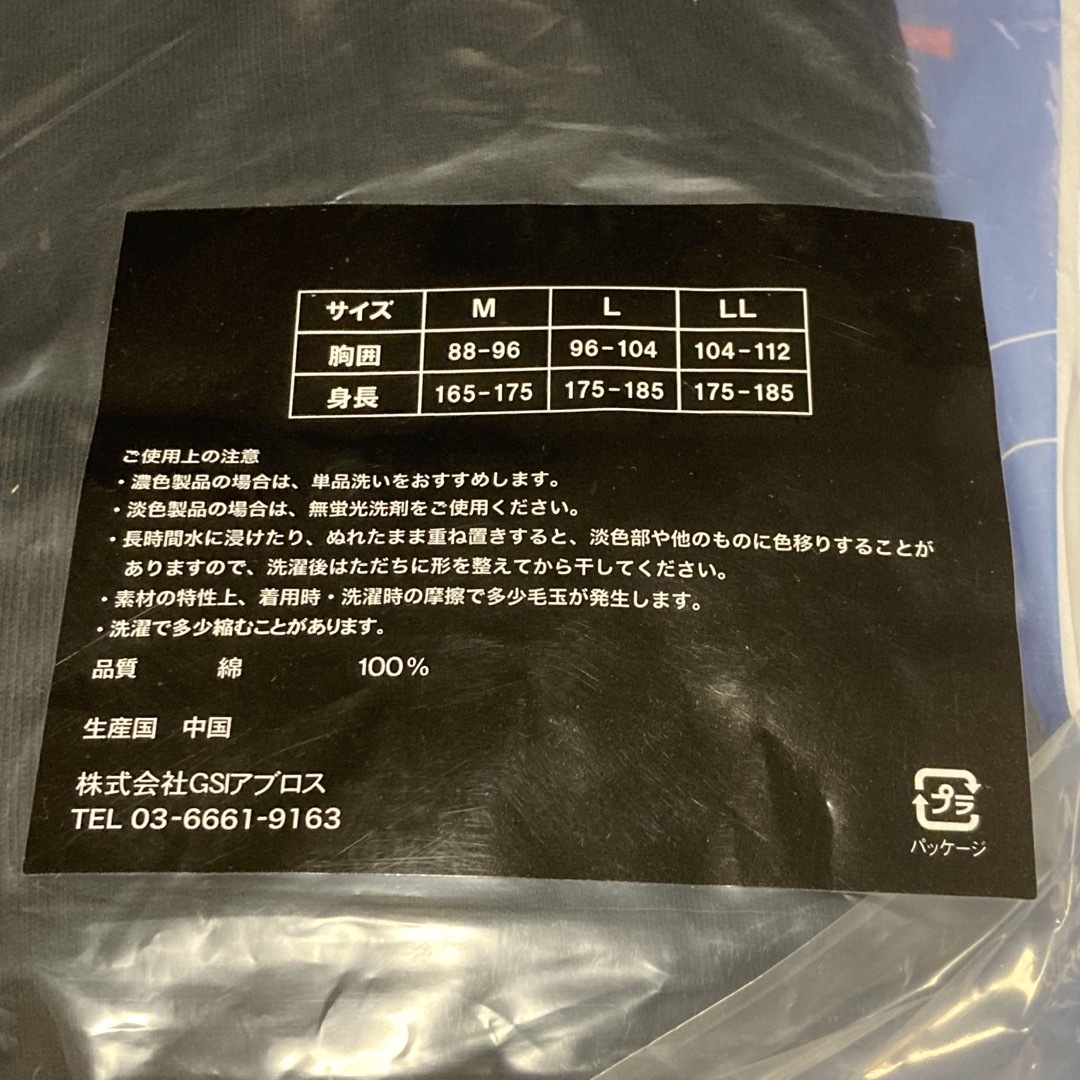 サイズ M L LL
胸囲 88-96 96-104 104-112
身長 165-175 175-185 175-185
ご使用上の注意
・濃色製品の場合は、単品洗いをおすすめします。
・淡色製品の場合は、無蛍光洗剤をご使用ください。
・長時間水に浸けたり、ぬれたまま重ね置きすると、淡色部や他のものに色移りすることが
ありますので、洗濯後はただちに形を整えてから干してください。
・素材の特性上、着用時・洗濯時の摩擦で多少毛玉が発生します。
・洗濯で多少縮むことがあります。
品質 綿 100%
生産国 中国
株式会社GSIアブロス
TEL 03-6661-9163
プラ
パッケージ